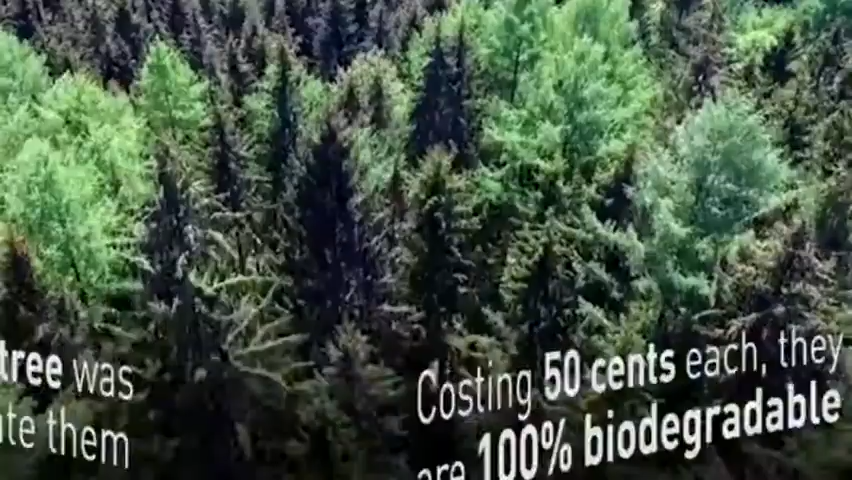 tree was
ate them
Costing 50 cents each, they
are 100% biodegradable